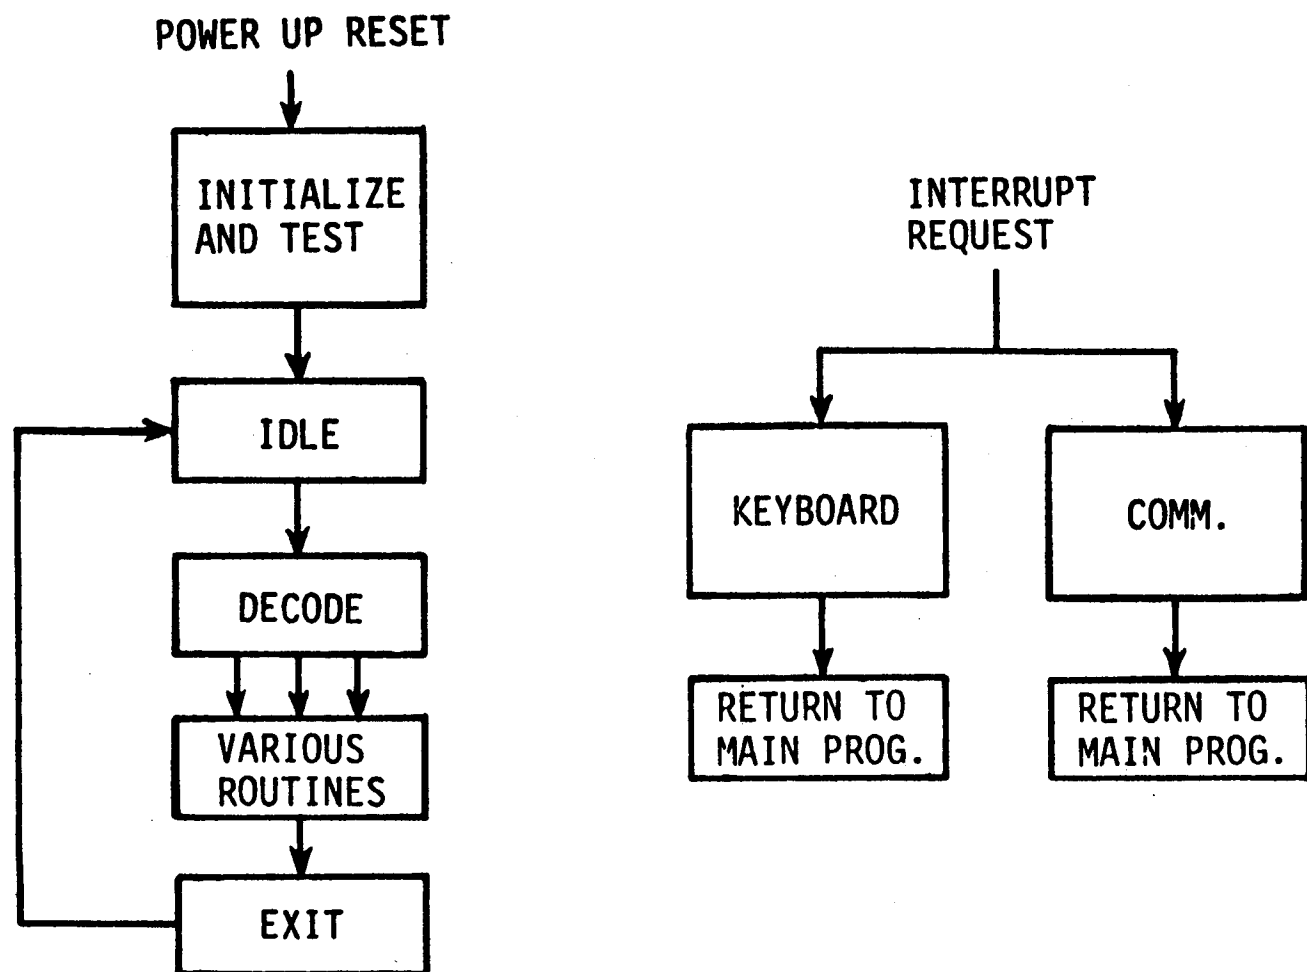 POWER UP RESET
INITIALIZE
AND TEST
IDLE
DECODE
VARIOUS
ROUTINES
EXIT
INTERRUPT
REQUEST
KEYBOARD
COMM.
RETURN TO
MAIN PROG.
RETURN TO
MAIN PROG.